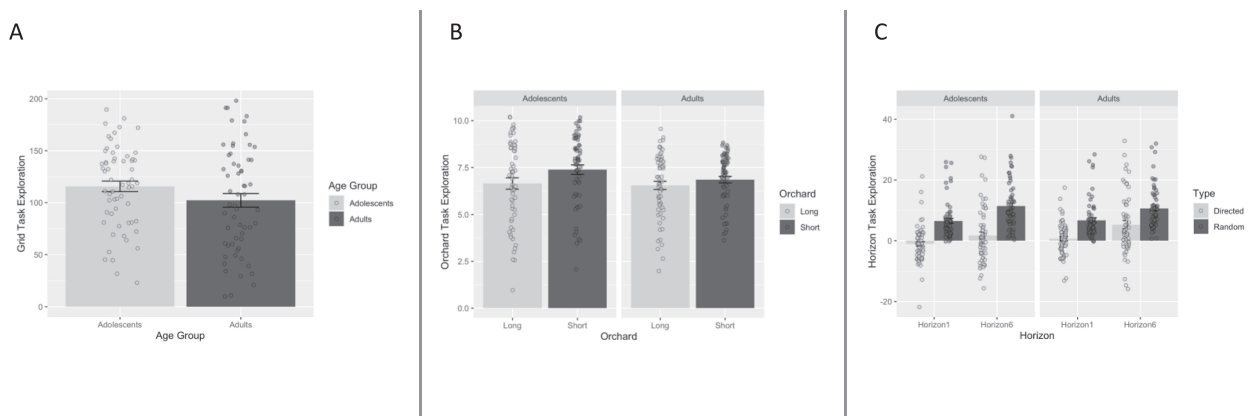 A
B
C
Grid Task Exploration
200
150
100
50
0
Adolescents
Adults
Age Group
Age Group
Adolescents
Adults
Orchard Task Exploration
Adolescents
Adults
10.0
7.5
5.0
2.5
0.0
Long
Short
Long
Short
Orchard
Orchard
Long
Short
Horizon Task Exploration
Adolescents
Adults
40
20
0
-20
Horizon1
Horizon6
Horizon1
Horizon6
Horizon
Type
Directed
Random